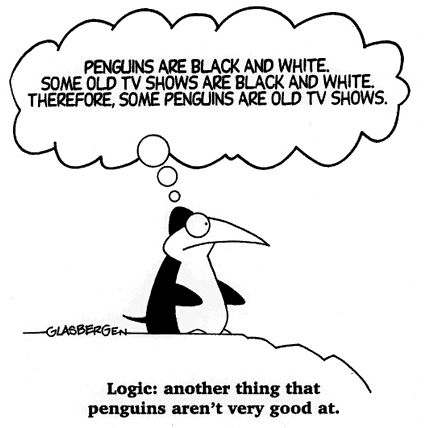 PENGUINS ARE BLACK AND WHITE.
SOME OLD TV SHOWS ARE BLACK AND WHITE.
THEREFORE, SOME PENGUINS ARE OLD TV SHOWS.
GLASBERGEN
Logic: another thing that
penguins aren't very good at.